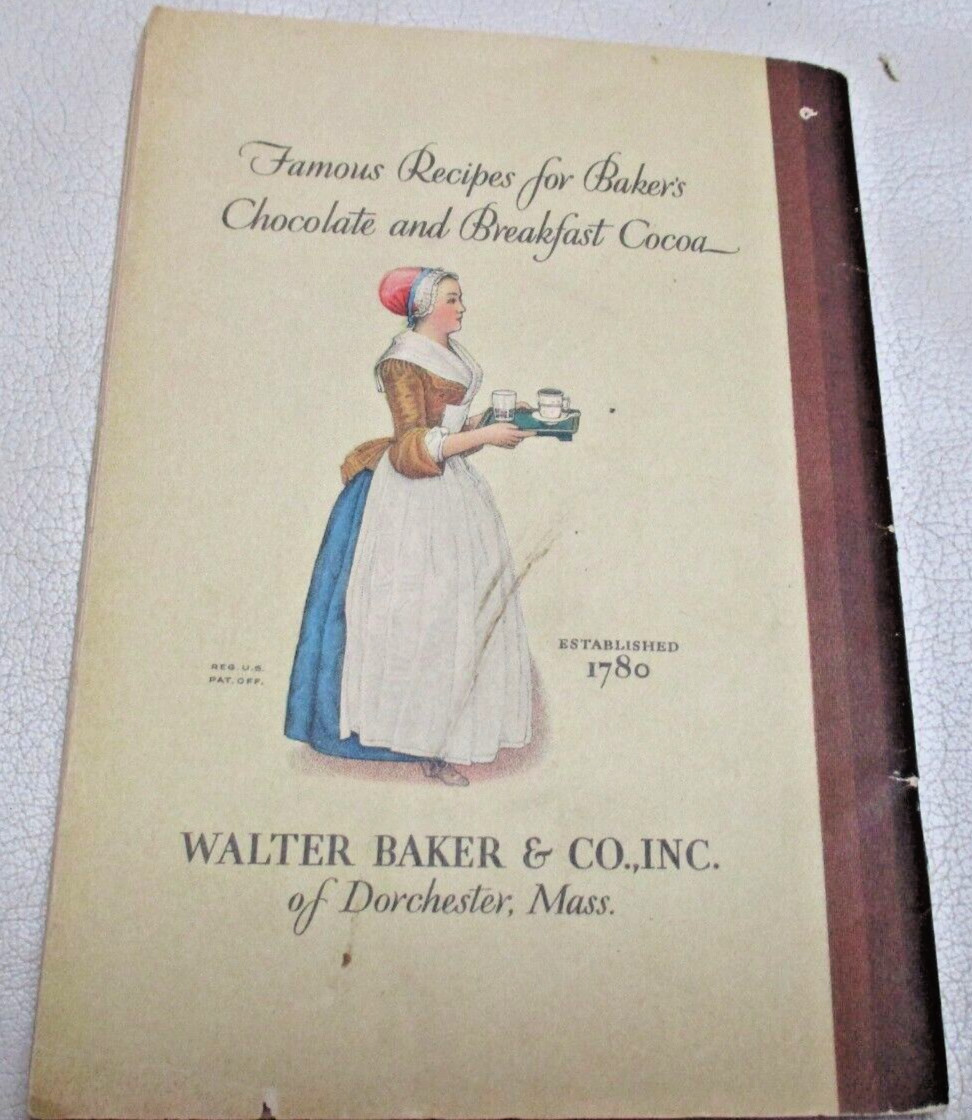 Famous Recipes for Baker's
Chocolate and Breakfast Cocoa
REG. U.S.
PAT. OFF.
ESTABLISHED
1780
WALTER BAKER & CO., INC.
of Dorchester, Mass.